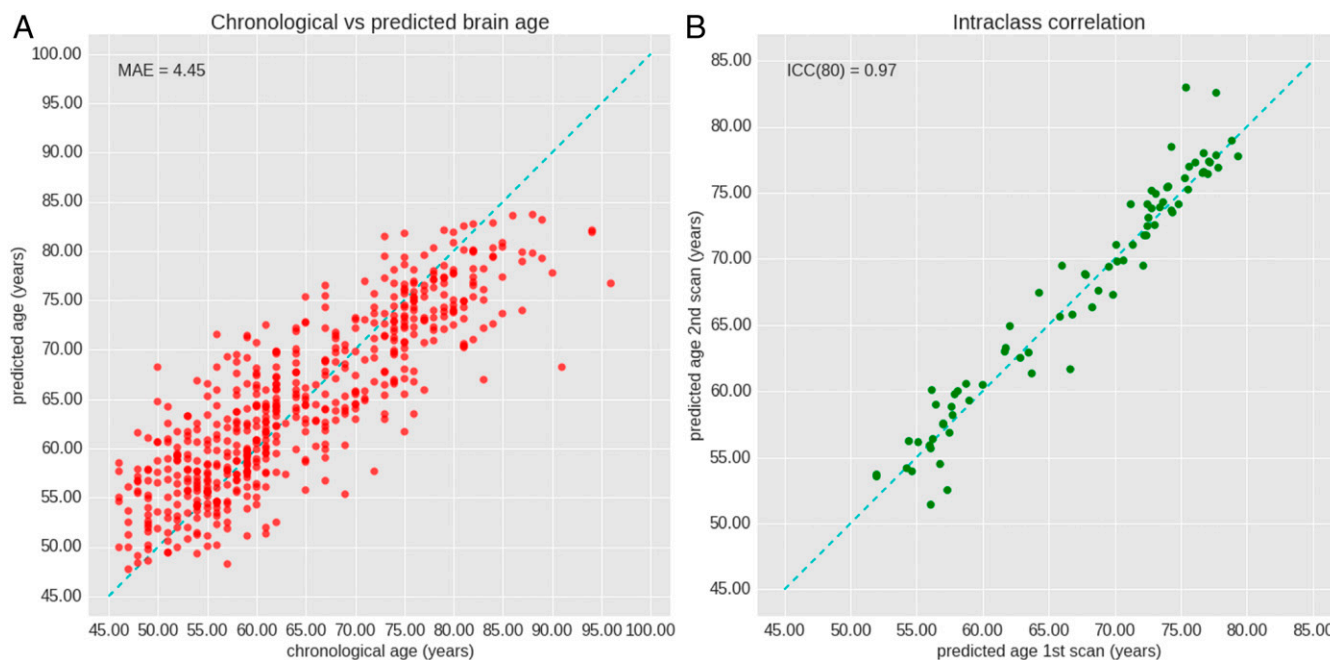 A
Chronological vs predicted brain age
MAE = 4.45
100.00
95.00
90.00
85.00
80.00
75.00
70.00
65.00
60.00
55.00
50.00
45.00
predicted age (years)
45.00 50.00 55.00 60.00 65.00 70.00 75.00 80.00 85.00 90.00 95.00 100.00
chronological age (years)
B
Intraclass correlation
ICC(80) = 0.97
85.00
80.00
75.00
70.00
65.00
60.00
55.00
50.00
45.00
predicted age 2nd scan (years)
45.00 50.00 55.00 60.00 65.00 70.00 75.00 80.00 85.00
predicted age 1st scan (years)